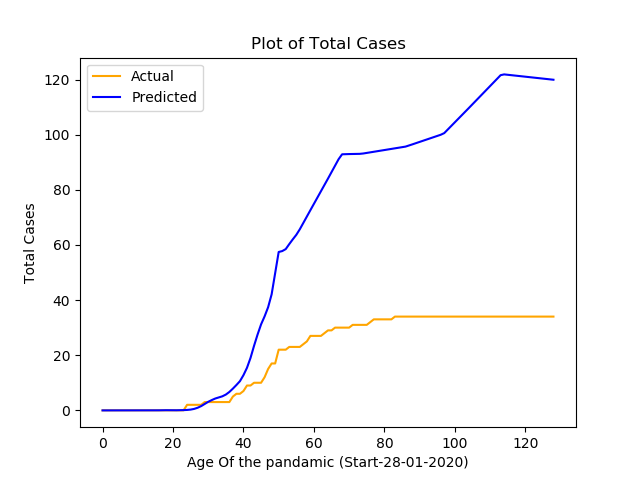 Plot of Total Cases
Actual
Predicted
120
100
80
60
40
20
0
Total Cases
0 20 40 60 80 100 120
Age Of the pandamic (Start-28-01-2020)